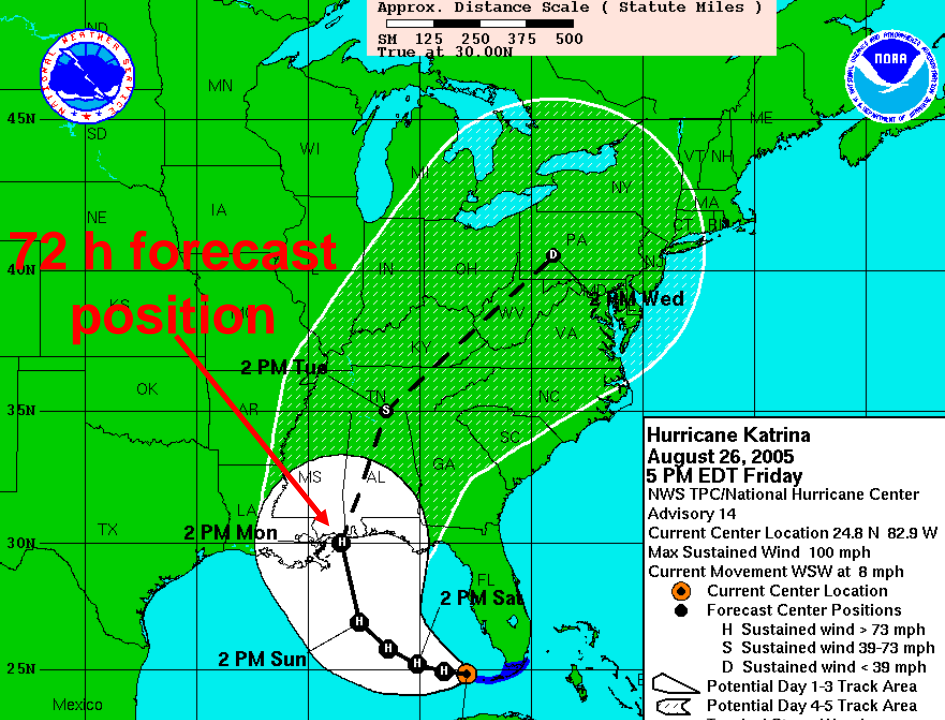 Approx. Distance Scale ( Statute Miles )
SM 125 250 375 500
True at 30.00N
ND
NATIONAL WEATHER SERVICE
NOAA
MN
45N
ME
SD
WI
VT NH
MI
NY
MA
NE
IA
CT RI
72 h forecast
PA
40N
IN
OH
NJ
position
KS
MO
MD
DE
2 PM Wed
WV
VA
KY
2 PM Tue
OK
TN
NC
35N
AR
SC
Hurricane Katrina
August 26, 2005
5 PM EDT Friday
MS
AL
GA
NWS TPC/National Hurricane Center
LA
Advisory 14
TX
2 PM Mon
Current Center Location 24.8 N 82.9 W
30N
Max Sustained Wind 100 mph
Current Movement WSW at 8 mph
FL
Current Center Location
2 PM Sat
Forecast Center Positions
H Sustained wind > 73 mph
S Sustained wind 39-73 mph
2 PM Sun
D Sustained wind < 39 mph
25N
Potential Day 1-3 Track Area
Mexico
Potential Day 4-5 Track Area